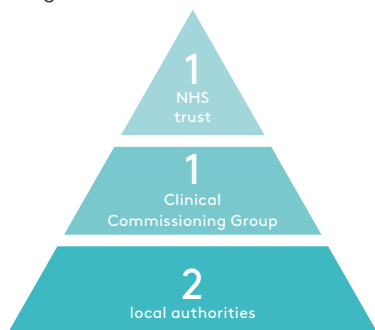 1
NHS
trust
1
Clinical
Commissioning Group
2
local authorities